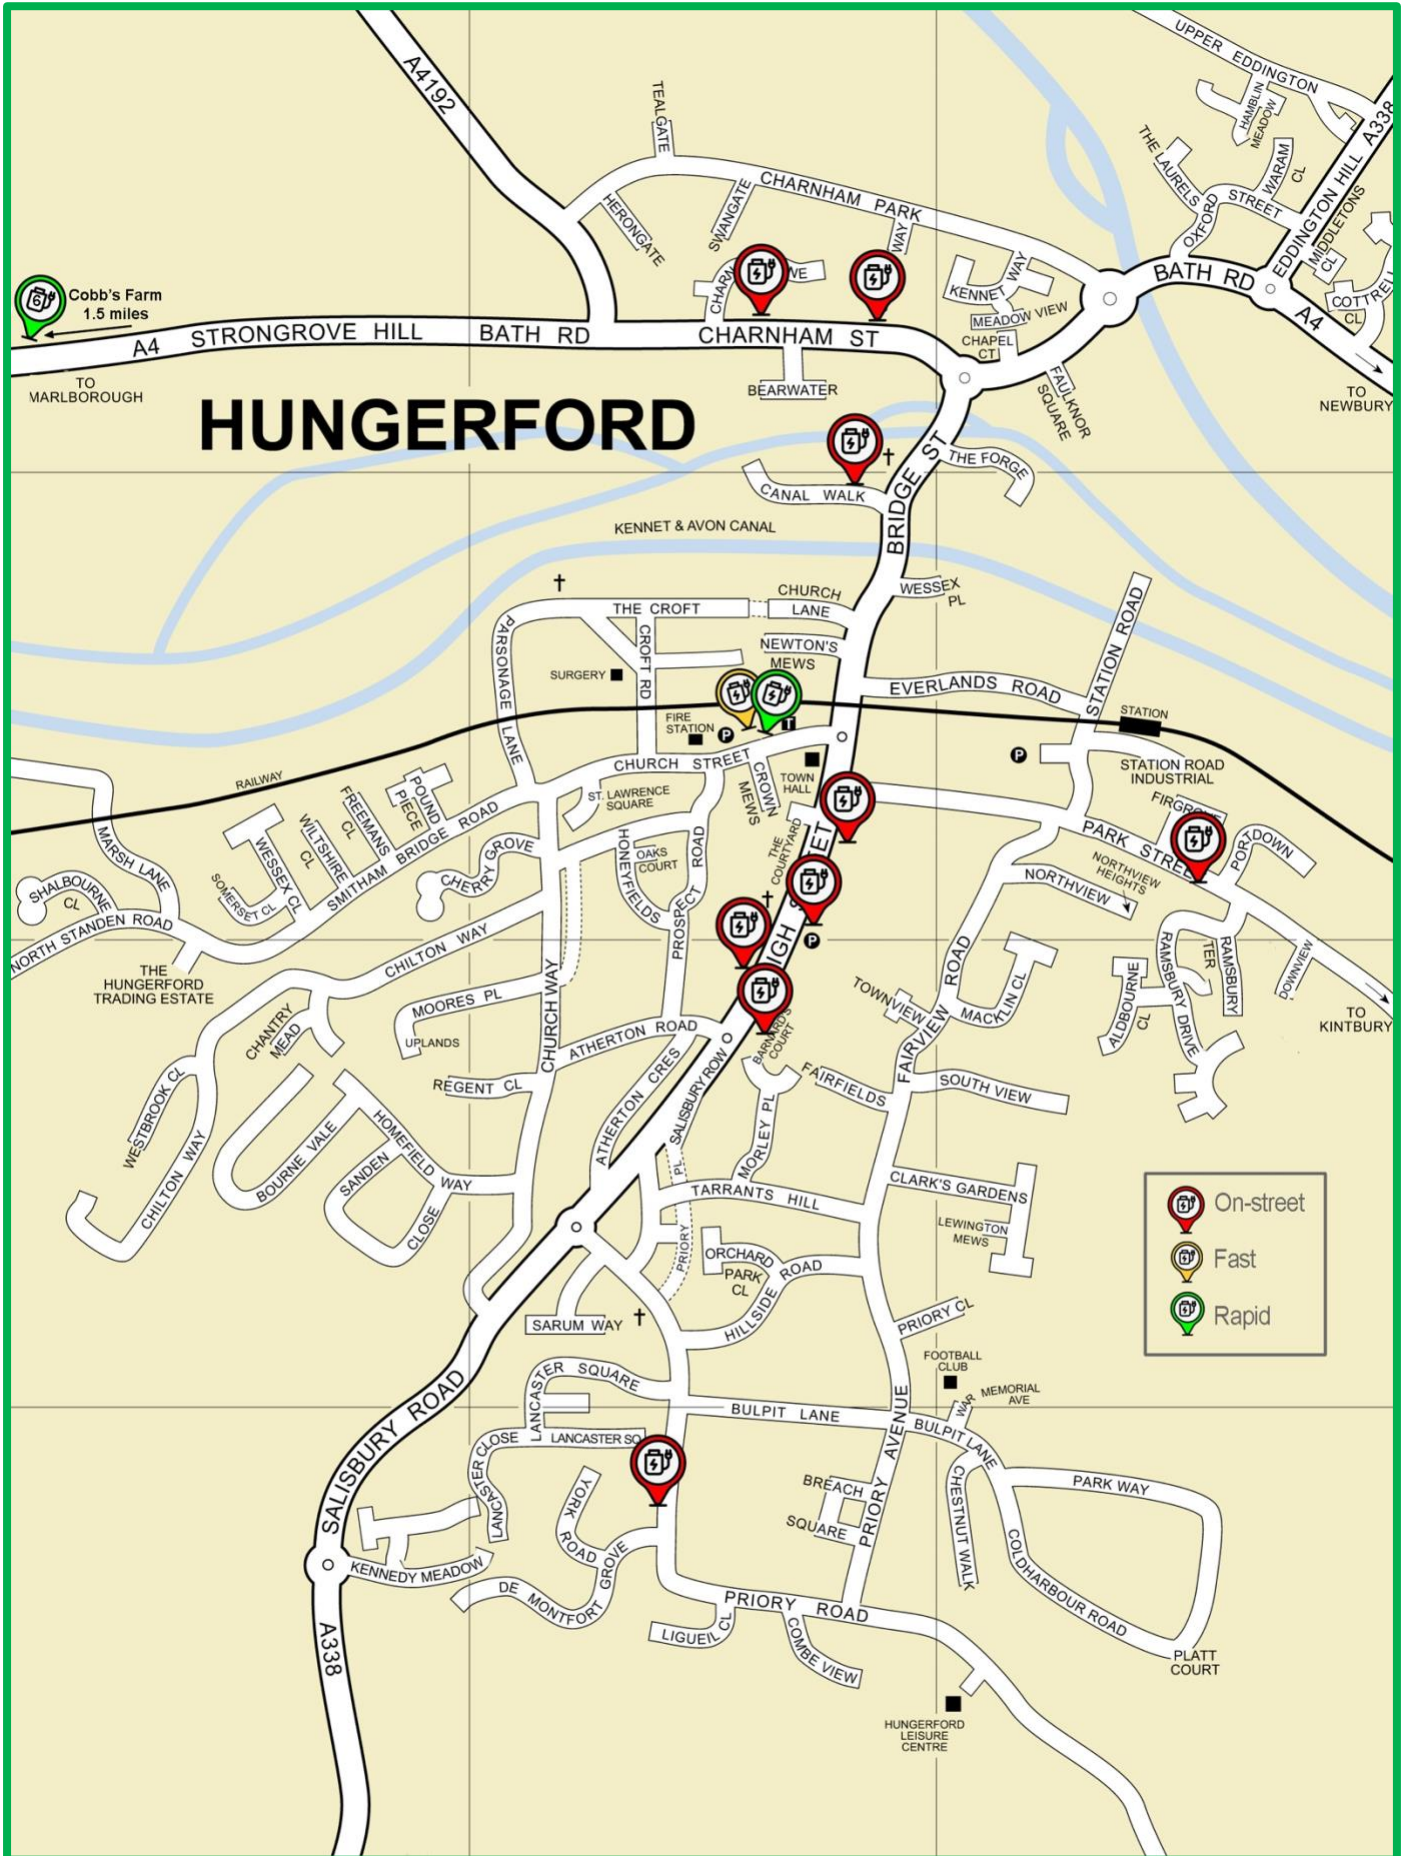 A4192
TEALGATE
UPPER EDDINGTON
HAMBLIN
MEADOW
A338
THE LAURELS
WARAM
CL
OXFORD
STREET
EDDINGTON HILL
MIDDLETONS
CL
COTTRELL
CL
CHARNHAM PARK
HERONGATE
SWANGATE
WAY
KENNET WAY
MEADOW VIEW
CHAPEL
CT
BATH RD
A4
TO
NEWBURY
6
Cobb's Farm
1.5 miles
A4
STRONGROVE HILL
BATH RD
CHARNHAM ST
TO
MARLBOROUGH
BEARWATER
FAULKNOR
SQUARE
HUNGERFORD
BRIDGE ST
THE FORGE
CANAL WALK
KENNET & AVON CANAL
WESSEX
PL
CHURCH
LANE
THE CROFT
NEWTON'S
MEWS
PARSONAGE LANE
CROFT RD
SURGERY
EVERLANDS ROAD
STATION ROAD
STATION
FIRE
STATION
P
T
CHURCH STREET
TOWN
HALL
P
STATION ROAD
INDUSTRIAL
RAILWAY
ST. LAWRENCE
SQUARE
CROWN
MEWS
THE
COURTYARD
PARK STREET
PORTDOWN
NORTHVIEW
HEIGHTS
NORTHVIEW
MARSH LANE
SHALBOURNE
CL
NORTH STANDEN ROAD
THE
HUNGERFORD
TRADING ESTATE
SOMERSET CL
WESSEX CL
WILTSHIRE
CL
FREEMANS
CL
POUND
PIECE
SMITHAM BRIDGE ROAD
CHERRY GROVE
HONEYFIELDS
OAKS
COURT
PROSPECT ROAD
P
CHILTON WAY
CHURCH WAY
MOORES PL
UPLANDS
CHANTRY
MEAD
ATHERTON ROAD
REGENT CL
ATHERTON CRES
SALISBURY ROW
BARNARD'S
COURT
MORLEY PL
FAIRFIELDS
TOWNVIEW
FAIRVIEW ROAD
MACKLIN CL
SOUTH VIEW
ALDBOURNE
CL
RAMSBURY DRIVE
RAMSBURY
TER
DOWNVIEW
TO
KINTBURY
WESTBROOK CL
CHILTON WAY
BOURNE VALE
HOMEFIELD WAY
SANDEN
CLOSE
TARRANTS HILL
PRIORY
PL
CLARK'S GARDENS
LEWINGTON
MEWS
ORCHARD
PARK
CL
HILLSIDE ROAD
SARUM WAY
PRIORY CL
FOOTBALL
CLUB
WAR
MEMORIAL
AVE
On-street
Fast
Rapid
LANCASTER SQUARE
LANCASTER SQ
LANCASTER CLOSE
BULPIT LANE
BULPIT LANE
PRIORY AVENUE
SALISBURY ROAD
YORK
ROAD
BREACH
SQUARE
CHESTNUT WALK
PARK WAY
COLDHARBOUR ROAD
PLATT
COURT
KENNEDY MEADOW
DE MONTFORT GROVE
PRIORY ROAD
LIGUEIL CL
COMBE VIEW
A338
HUNGERFORD
LEISURE
CENTRE